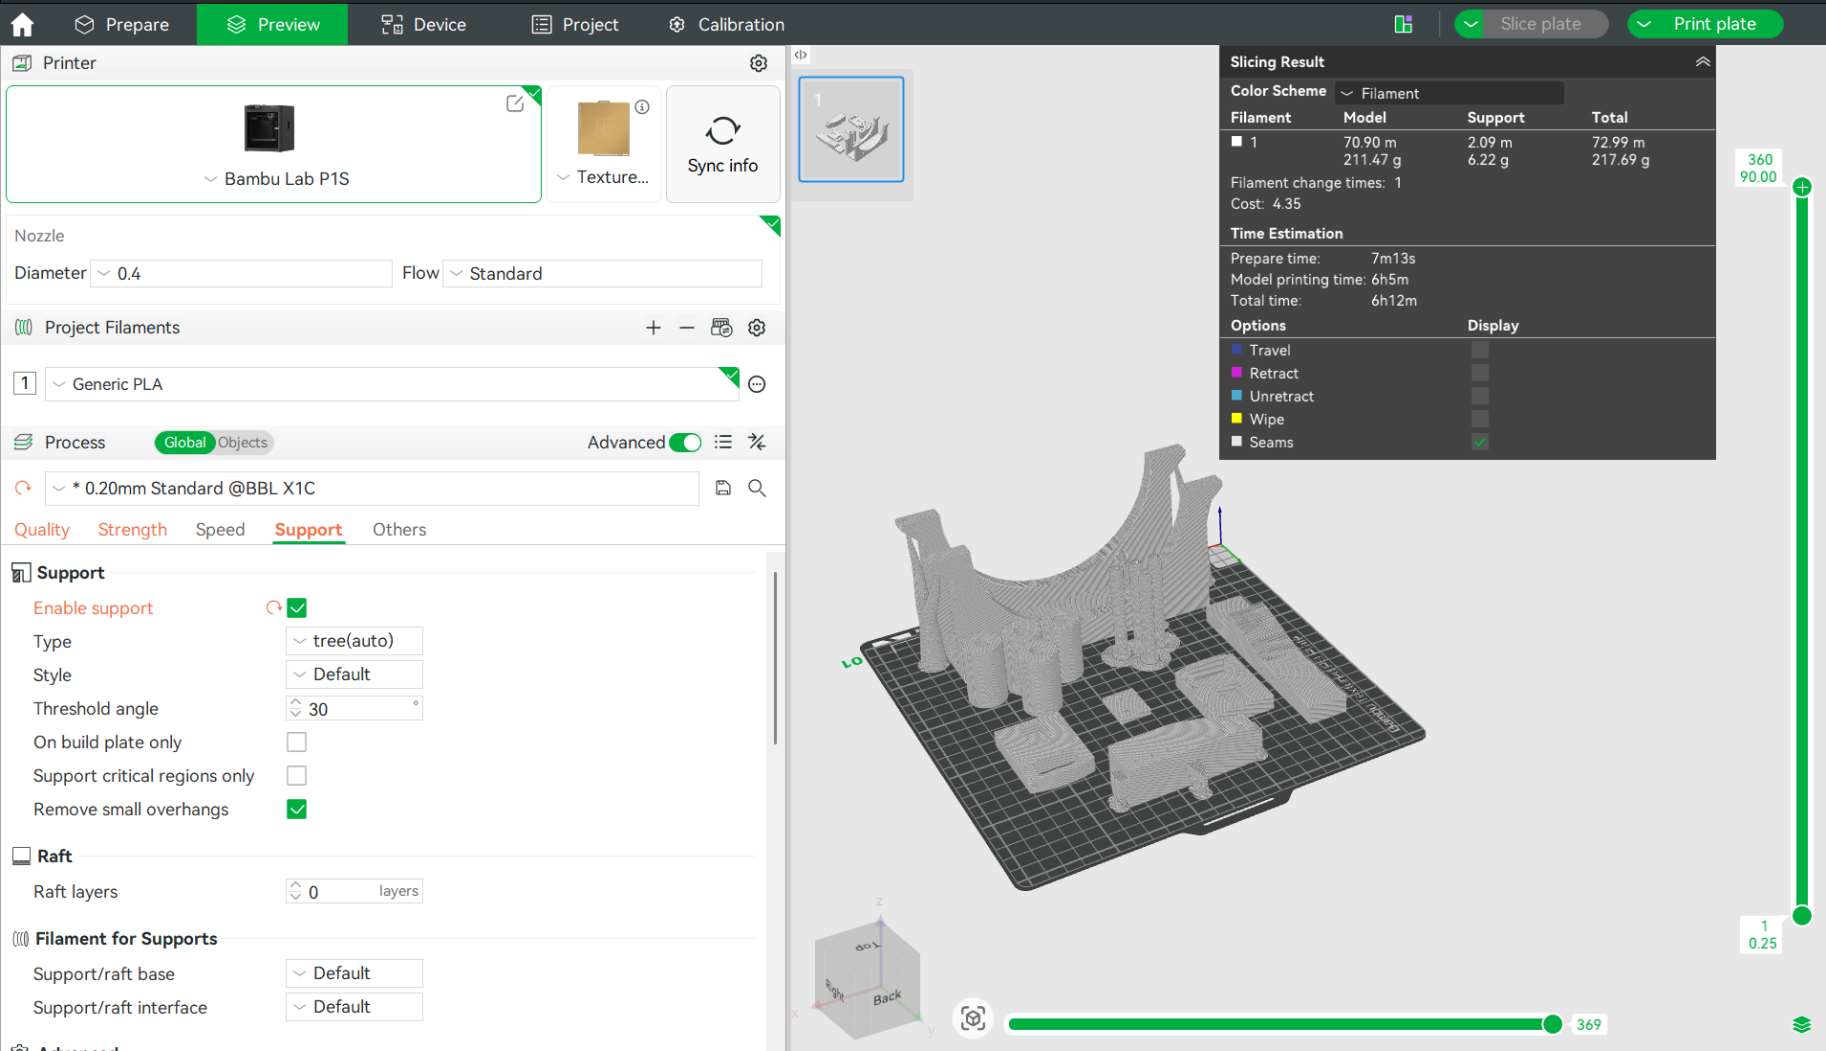 Prepare
Preview
Device
Project
Calibration
Slice plate
Print plate
Printer
Bambu Lab P1S
Texture...
Sync info
Nozzle
Diameter
0.4
Flow
Standard
Project Filaments
1
Generic PLA
Process
Global
Objects
Advanced
* 0.20mm Standard @BBL X1C
Quality
Strength
Speed
Support
Others
Support
Enable support
Type
tree(auto)
Style
Default
Threshold angle
30
°
On build plate only
Support critical regions only
Remove small overhangs
Raft
Raft layers
0
layers
Filament for Supports
Support/raft base
Default
Support/raft interface
Default
Advanced
1
Slicing Result
Color Scheme
Filament
Filament Model Support Total
1 70.90 m 2.09 m 72.99 m
211.47 g 6.22 g 217.69 g
Filament change times: 1
Cost: 4.35
Time Estimation
Prepare time: 7m13s
Model printing time: 6h5m
Total time: 6h12m
Options Display
Travel
Retract
Unretract
Wipe
Seams
360
90.00
01
1
0.25
z
Top
Right
Back
x
y
369